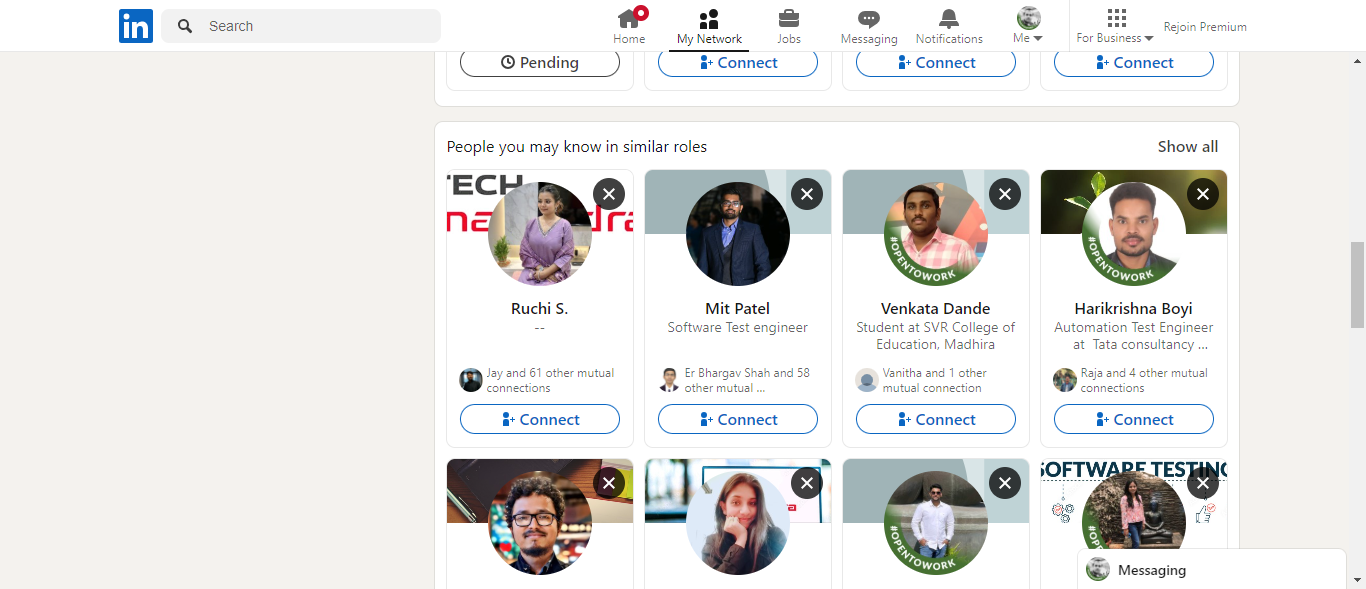 in
Search
Home
My Network
Jobs
Messaging
Notifications
Me
For Business
Rejoin Premium
Pending
Connect
Connect
Connect
People you may know in similar roles
Show all
TECH
#OPENTOWORK
#OPENTOWORK
Ruchi S.
--
Jay and 61 other mutual
connections
Connect
Mit Patel
Software Test engineer
Er Bhargav Shah and 58
other mutual ...
Connect
Venkata Dande
Student at SVR College of
Education, Madhira
Vanitha and 1 other
mutual connection
Connect
Harikrishna Boyi
Automation Test Engineer
at  Tata consultancy ...
Raja and 4 other mutual
connections
Connect
#OPENTOWORK
SOFTWARE TESTING
Messaging